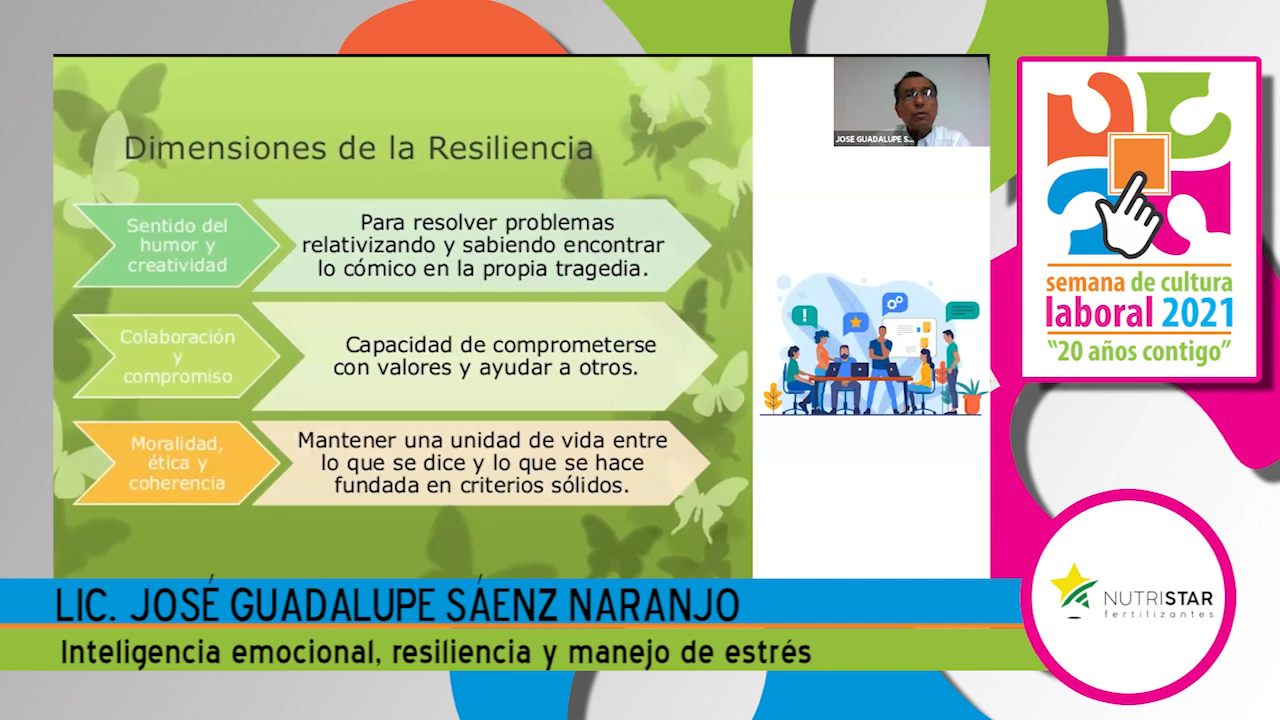 Dimensiones de la Resiliencia
Sentido del
humor y
creatividad
Para resolver problemas
relativizando y sabiendo encontrar
lo cómico en la propia tragedia.
Colaboración
y
compromiso
Capacidad de comprometerse
con valores y ayudar a otros.
Moralidad,
ética y
coherencia
Mantener una unidad de vida entre
lo que se dice y lo que se hace
fundada en criterios sólidos.
JOSE GUADALUPE S...
semana de cultura
laboral 2021
"20 años contigo"
LIC. JOSÉ GUADALUPE SÁENZ NARANJO
Inteligencia emocional, resiliencia y manejo de estrés
NUTRISTAR
fertilizantes